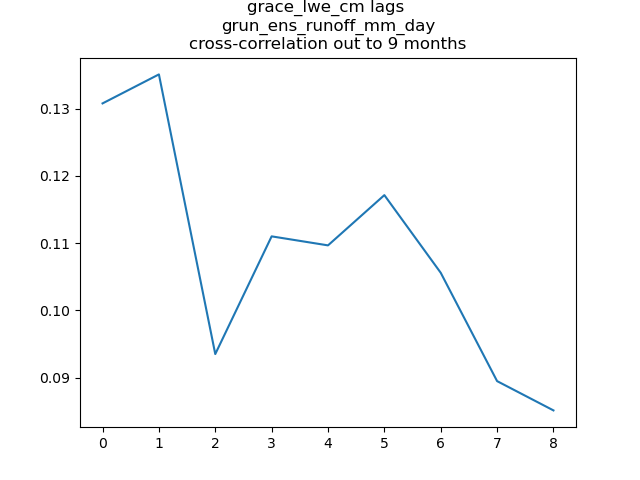 grace_lwe_cm lags
grun_ens_runoff_mm_day
cross-correlation out to 9 months
0.13
0.12
0.11
0.10
0.09
0 1 2 3 4 5 6 7 8